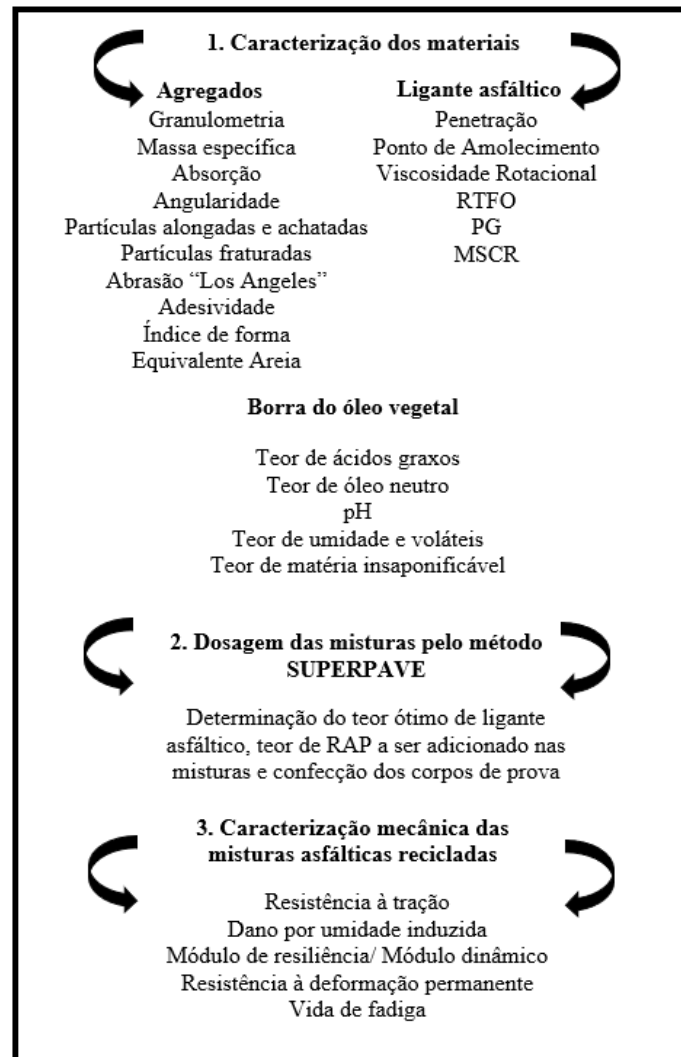 1. Caracterização dos materiais
Agregados
Granulometria
Massa específica
Absorção
Angularidade
Partículas alongadas e achatadas
Partículas fraturadas
Abrasão “Los Angeles”
Adesividade
Índice de forma
Equivalente Areia
Ligante asfáltico
Penetração
Ponto de Amolecimento
Viscosidade Rotacional
RTFO
PG
MSCR
Borra do óleo vegetal
Teor de ácidos graxos
Teor de óleo neutro
pH
Teor de umidade e voláteis
Teor de matéria insaponificável
2. Dosagem das misturas pelo método
SUPERPAVE
Determinação do teor ótimo de ligante
asfáltico, teor de RAP a ser adicionado nas
misturas e confecção dos corpos de prova
3. Caracterização mecânica das
misturas asfálticas recicladas
Resistência à tração
Dano por umidade induzida
Módulo de resiliência/ Módulo dinâmico
Resistência à deformação permanente
Vida de fadiga